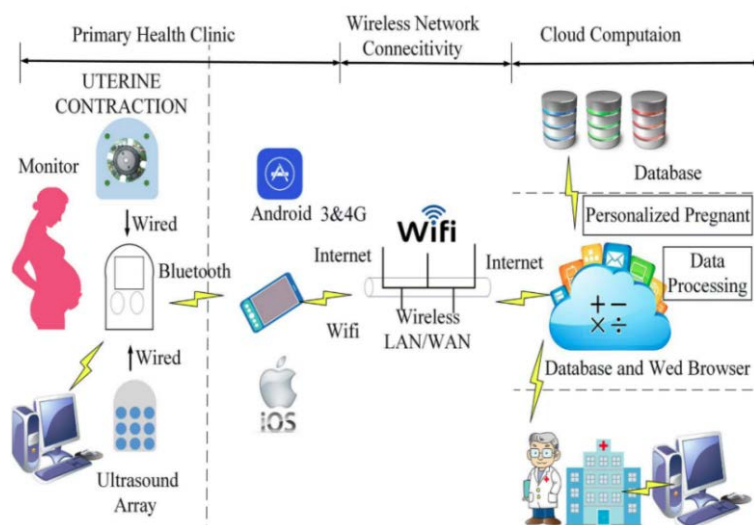 Primary Health Clinic
Wireless Network
Connecitivity
Cloud Computaion
UTERINE
CONTRACTION
Monitor
Wired
Bluetooth
Wired
Ultrasound
Array
Android 3&4G
Internet
Wifi
iOS
Wifi
Internet
Wireless
LAN/WAN
Database
Personalized Pregnant
Data
Processing
Database and Wed Browser